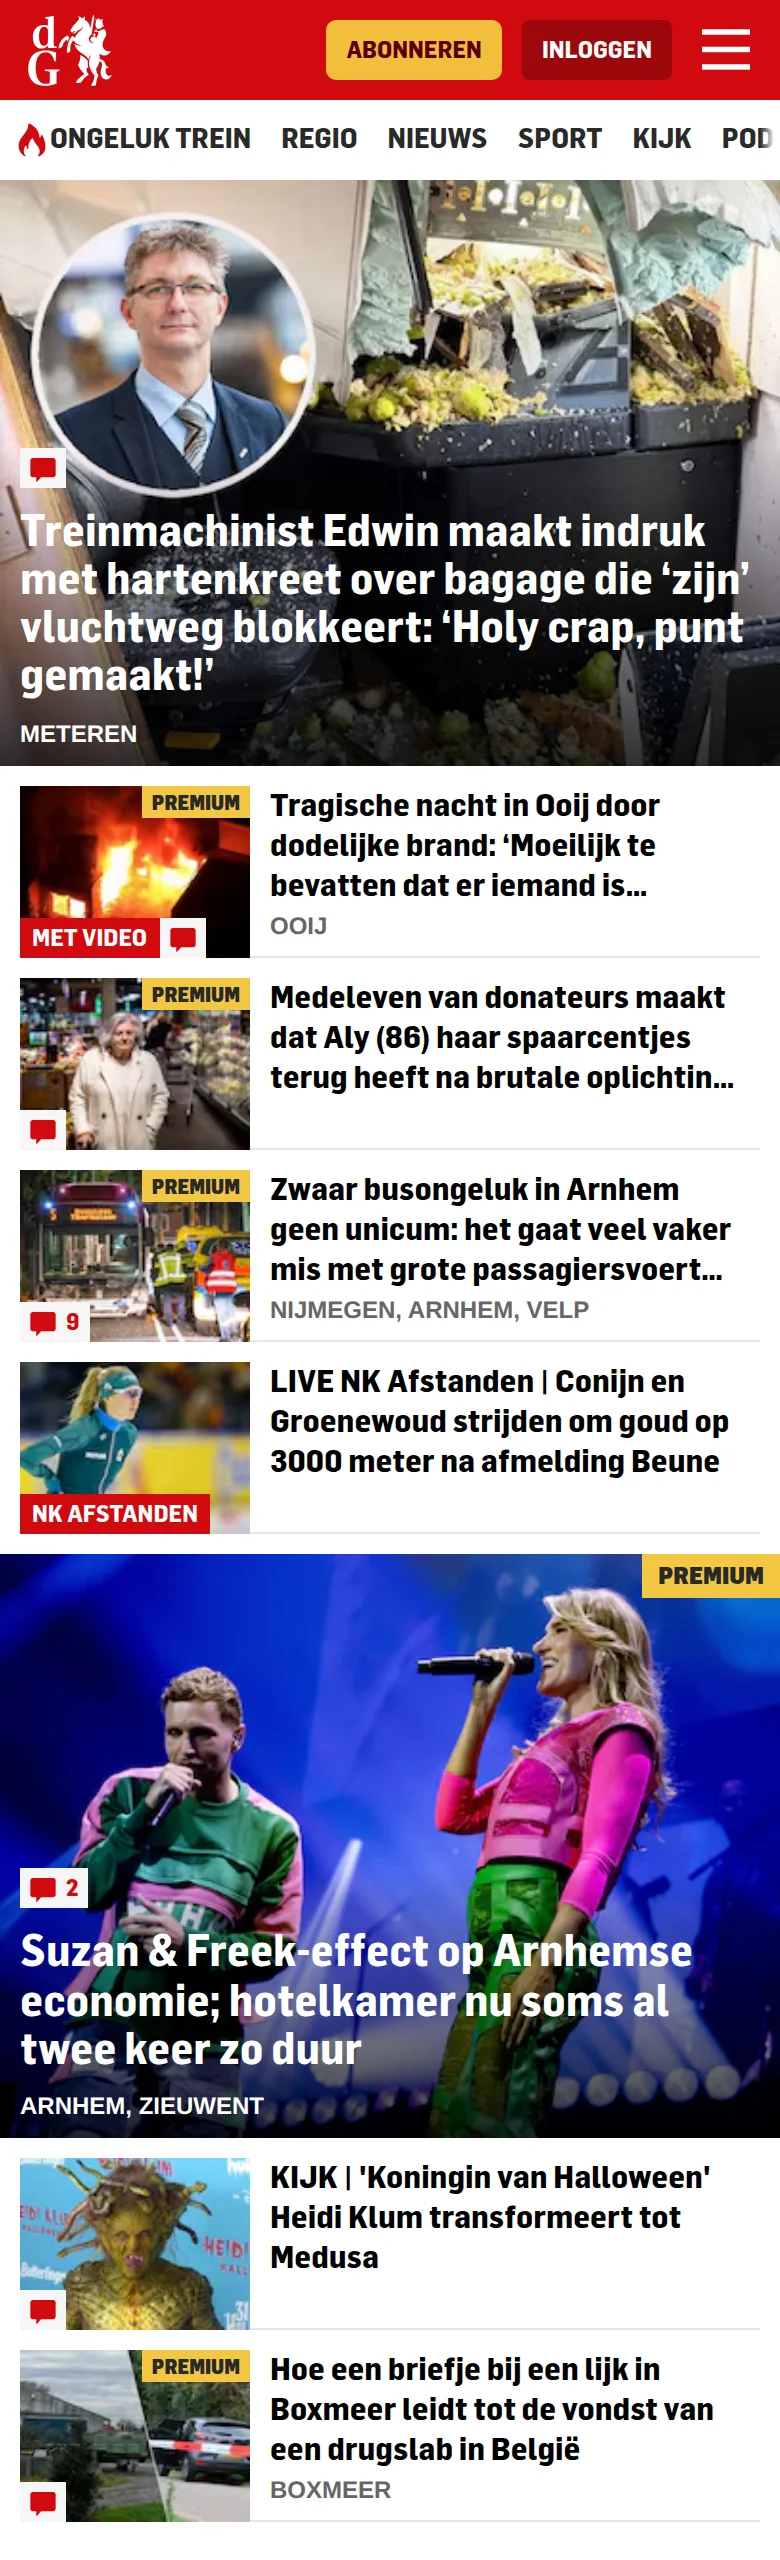 dG
ABONNEREN
INLOGGEN
ONGELUK TREIN REGIO NIEUWS SPORT KIJK POD
Treinmachinist Edwin maakt indruk
met hartenkreet over bagage die ‘zijn’
vluchtweg blokkeert: ‘Holy crap, punt
gemaakt!’
METEREN
PREMIUM
MET VIDEO
Tragische nacht in Ooij door
dodelijke brand: ‘Moeilijk te
bevatten dat er iemand is...
OOIJ
PREMIUM
Medeleven van donateurs maakt
dat Aly (86) haar spaarcentjes
terug heeft na brutale oplichtin...
PREMIUM
9
Zwaar busongeluk in Arnhem
geen unicum: het gaat veel vaker
mis met grote passagiersvoert...
NIJMEGEN, ARNHEM, VELP
NK AFSTANDEN
LIVE NK Afstanden | Conijn en
Groenewoud strijden om goud op
3000 meter na afmelding Beune
PREMIUM
2
Suzan & Freek-effect op Arnhemse
economie; hotelkamer nu soms al
twee keer zo duur
ARNHEM, ZIEUWENT
HEIDI
KIJK | 'Koningin van Halloween'
Heidi Klum transformeert tot
Medusa
PREMIUM
Hoe een briefje bij een lijk in
Boxmeer leidt tot de vondst van
een drugslab in België
BOXMEER